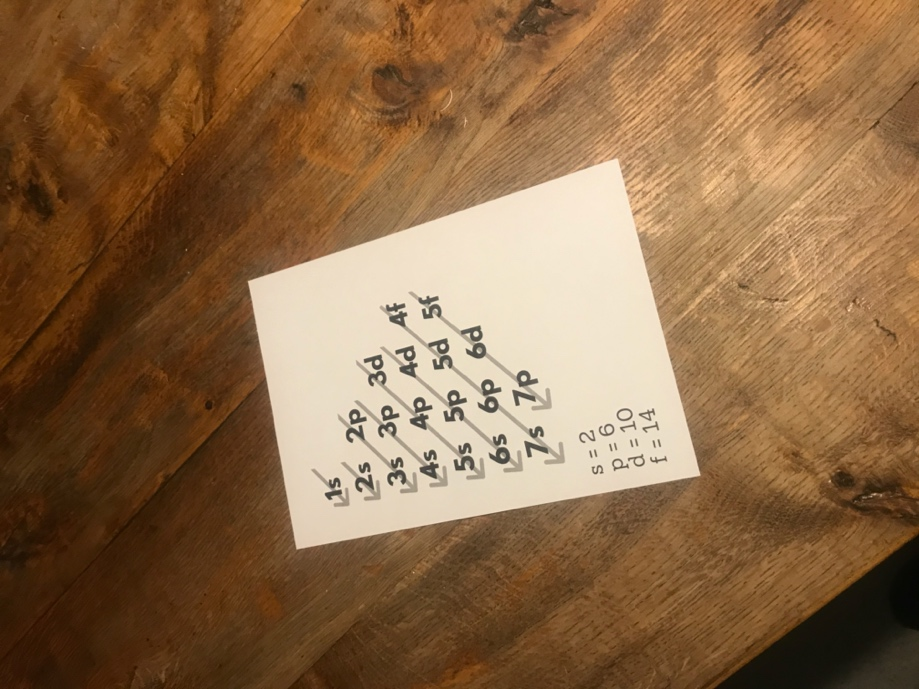 1s
2s 2p
3s 3p 3d
4s 4p 4d 4f
5s 5p 5d 5f
6s 6p 6d
7s 7p
s = 2
p = 6
d = 10
f = 14